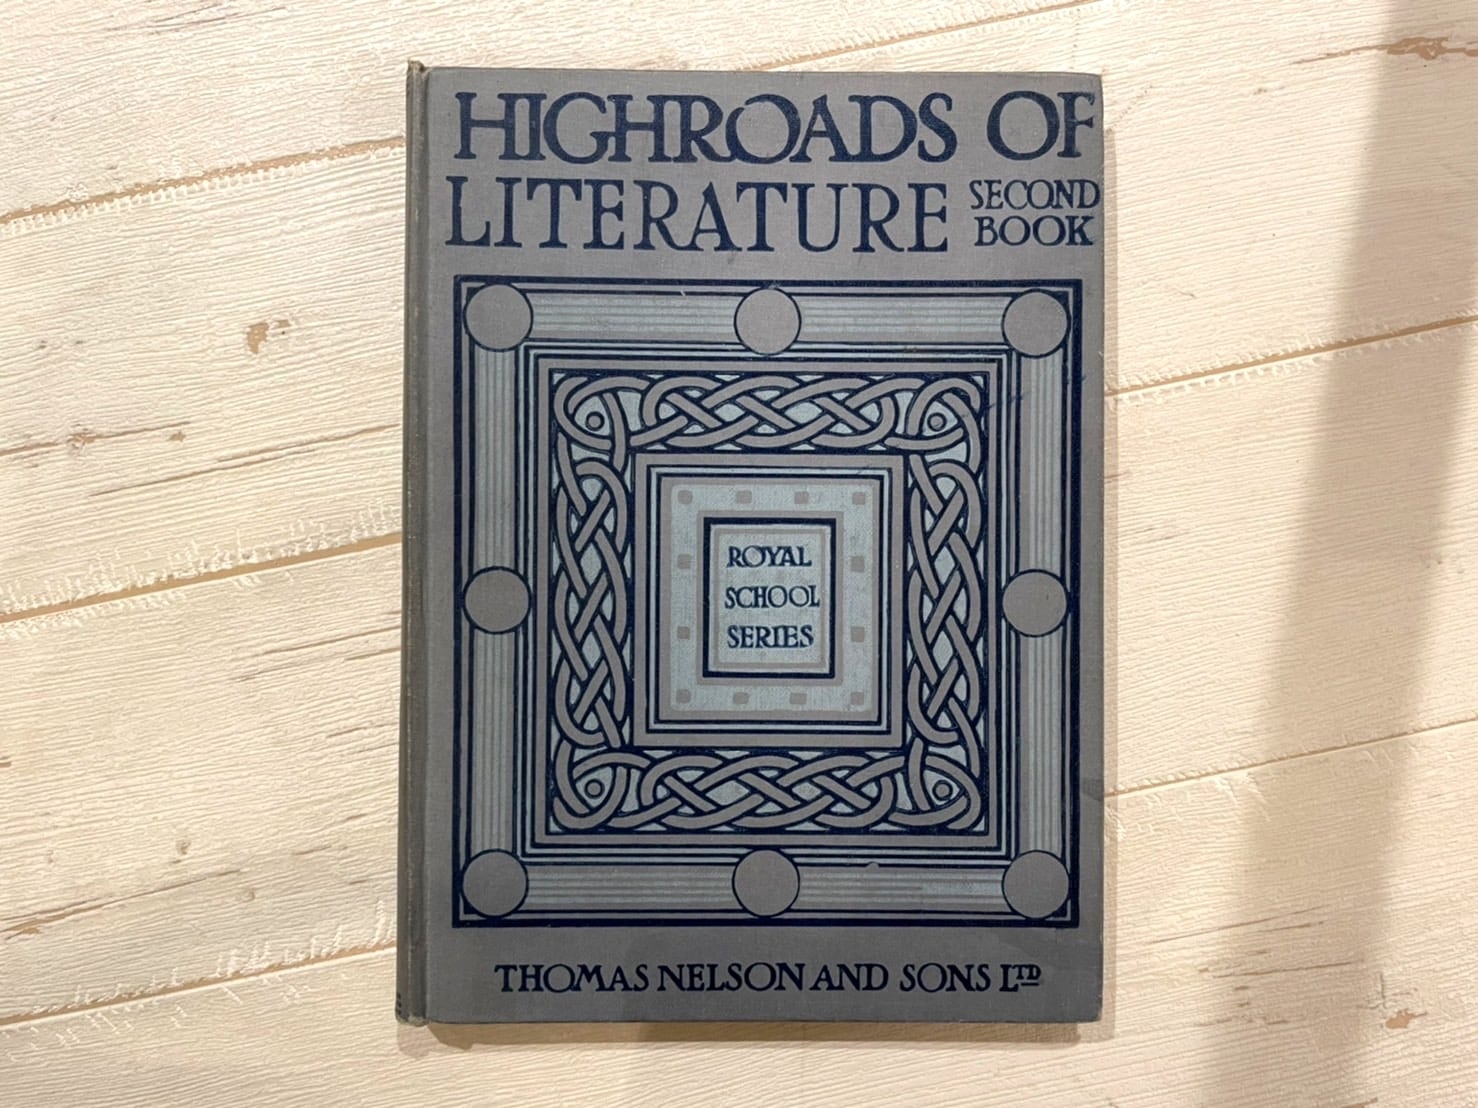 HIGHROADS OF
LITERATURE SECOND BOOK
ROYAL
SCHOOL
SERIES
THOMAS NELSON AND SONS LTD